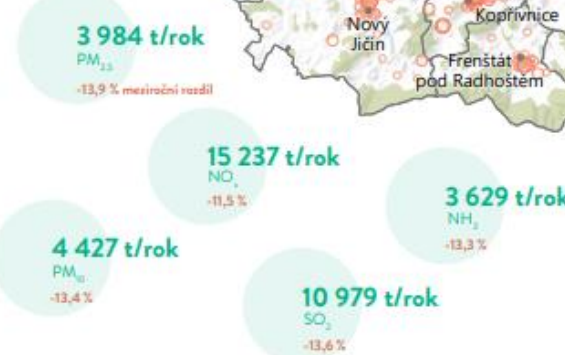 3 984 t/rok
PM₂,₅
-13,9 % meziroční rozdíl
Nový
Jičín
Kopřivnice
Frenštát
pod Radhoštěm
15 237 t/rok
NOₓ
-11,5 %
3 629 t/rok
NH₃
-13,3 %
4 427 t/rok
PM₁₀
-13,4 %
10 979 t/rok
SO₂
-13,6 %